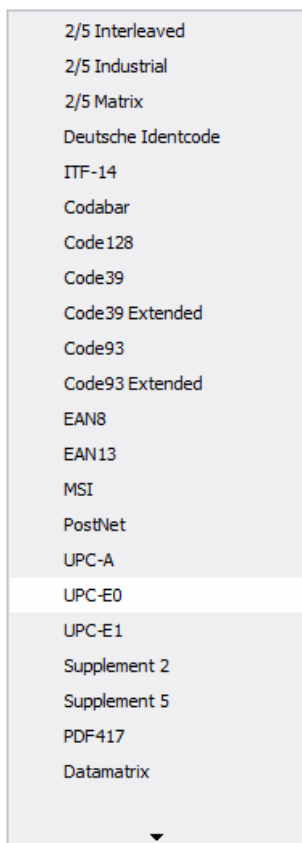 2/5 Interleaved
2/5 Industrial
2/5 Matrix
Deutsche Identcode
ITF-14
Codabar
Code128
Code39
Code39 Extended
Code93
Code93 Extended
EAN8
EAN13
MSI
PostNet
UPC-A
UPC-E0
UPC-E1
Supplement 2
Supplement 5
PDF417
Datamatrix